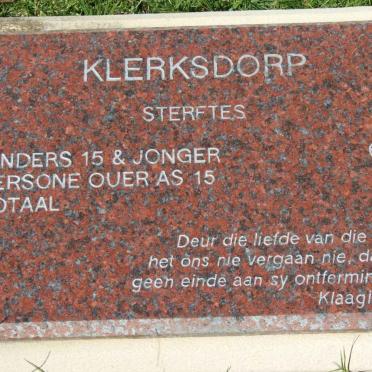 KLERKSDORP
STERFTES
NDERS 15 & JONGER
ERSONE OUER AS 15
OTAAL
Deur die liefde van die
het ons nie vergaan nie, da
geen einde aan sy ontfermin
Klaagl